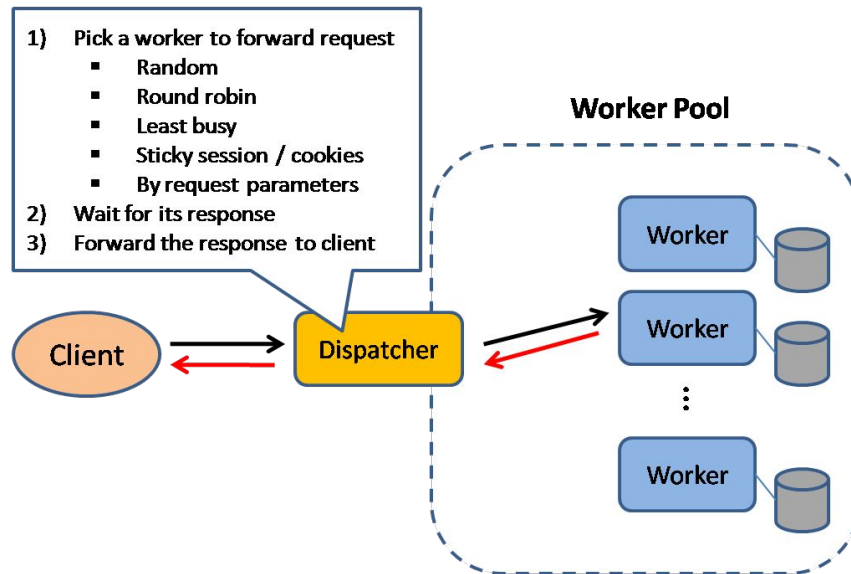 1) Pick a worker to forward request
▪ Random
▪ Round robin
▪ Least busy
▪ Sticky session / cookies
▪ By request parameters
2) Wait for its response
3) Forward the response to client
Worker Pool
Worker
Client
Dispatcher
Worker
Worker